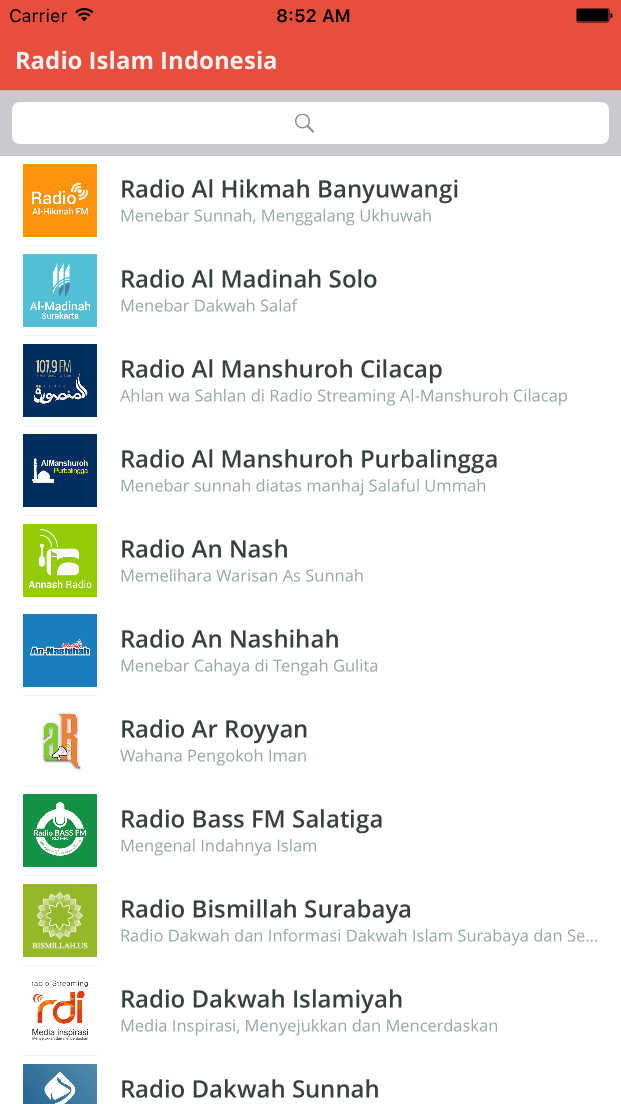 Carrier
8:52 AM
Radio Islam Indonesia
Radio
Al-Hikmah FM
Radio Al Hikmah Banyuwangi
Menebar Sunnah, Menggalang Ukhuwah
Al-Madinah
Surakarta
Radio Al Madinah Solo
Menebar Dakwah Salaf
107.9 FM
Radio Al Manshuroh Cilacap
Ahlan wa Sahlan di Radio Streaming Al-Manshuroh Cilacap
AlManshuroh
Purbalingga
Radio Al Manshuroh Purbalingga
Menebar sunnah diatas manhaj Salaful Ummah
Annash Radio
Radio An Nash
Memelihara Warisan As Sunnah
An-Nashihah
Radio An Nashihah
Menebar Cahaya di Tengah Gulita
aR
Radio Ar Royyan
Wahana Pengokoh Iman
Radio BASS FM
Radio Bass FM Salatiga
Mengenal Indahnya Islam
BISMILLAH.US
Radio Bismillah Surabaya
Radio Dakwah dan Informasi Dakwah Islam Surabaya dan Se...
radio Streaming
rdi
Media inspirasi
Menyejukkan dan mencerdaskan
Radio Dakwah Islamiyah
Media Inspirasi, Menyejukkan dan Mencerdaskan
Radio Dakwah Sunnah